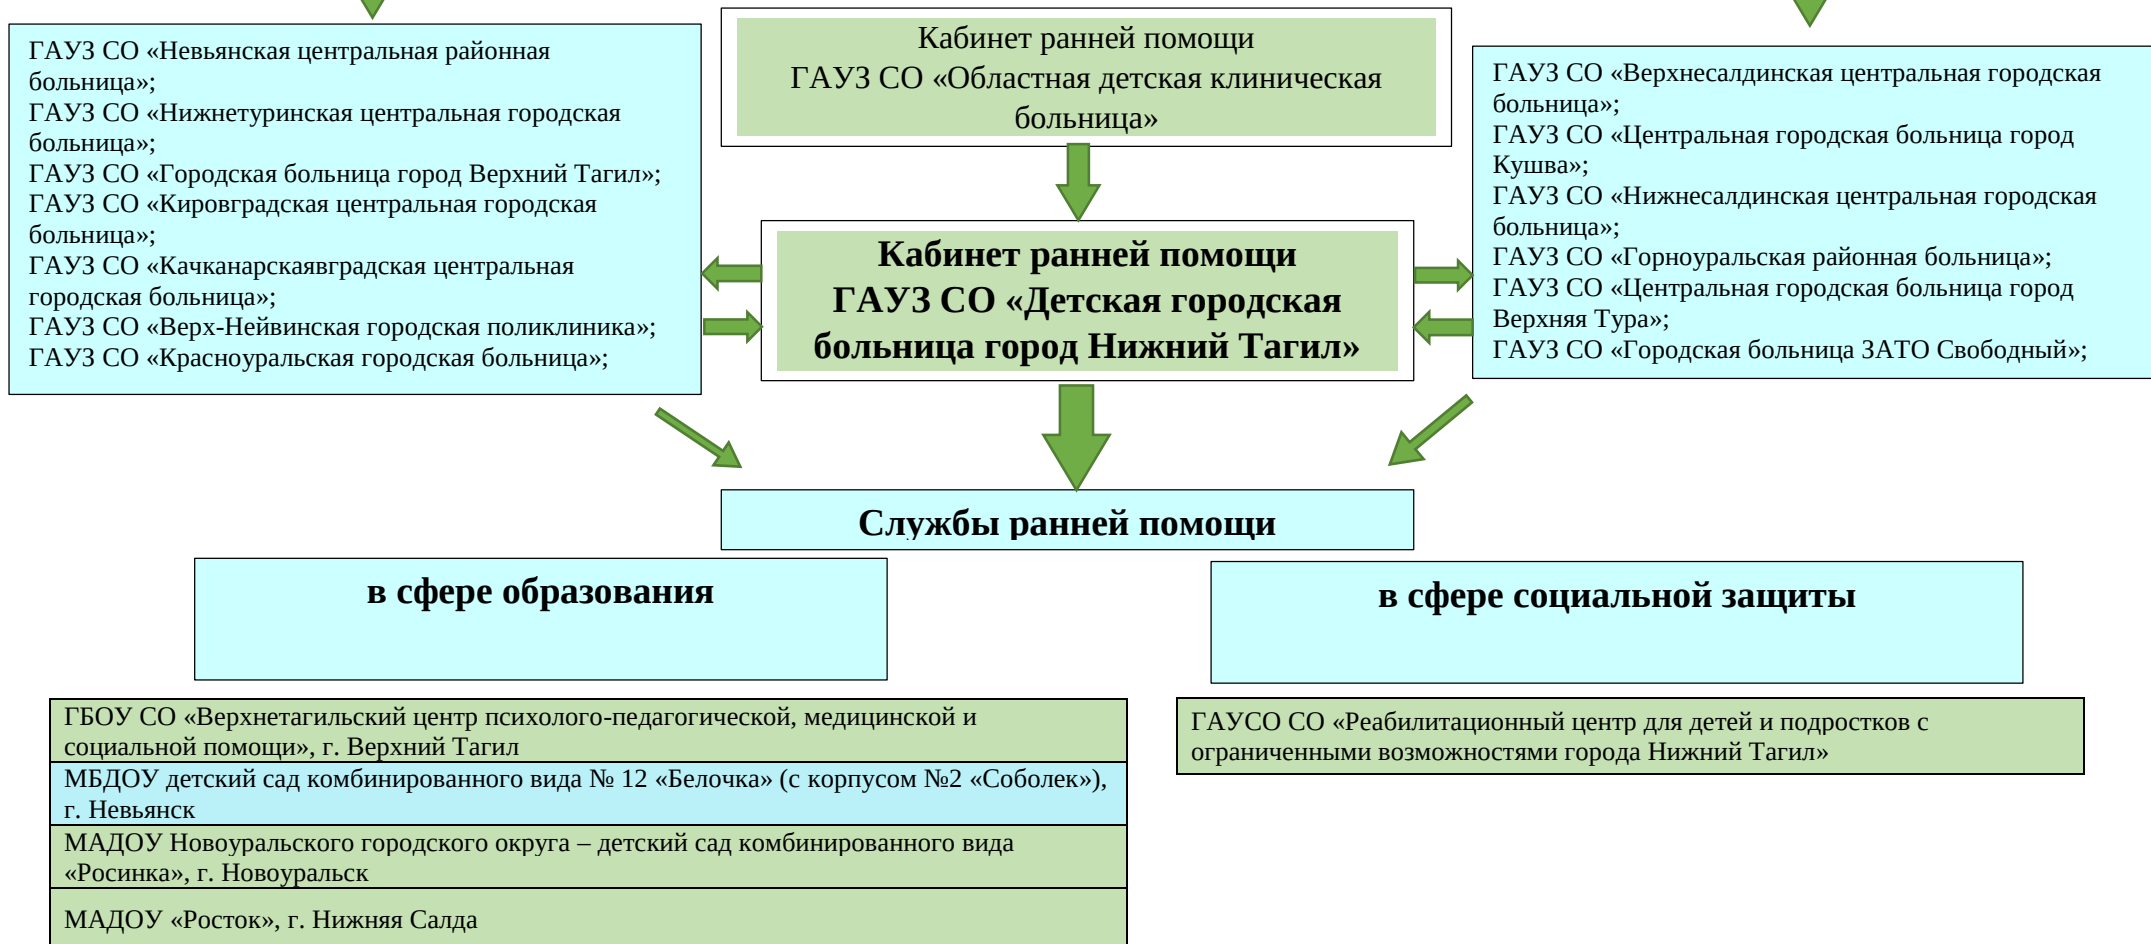 ГАУЗ СО «Невьянская центральная районная
больница»;
ГАУЗ СО «Нижнетуринская центральная городская
больница»;
ГАУЗ СО «Городская больница город Верхний Тагил»;
ГАУЗ СО «Кировградская центральная городская
больница»;
ГАУЗ СО «Качканарскаявградская центральная
городская больница»;
ГАУЗ СО «Верх-Нейвинская городская поликлиника»;
ГАУЗ СО «Красноуральская городская больница»;
Кабинет ранней помощи
ГАУЗ СО «Областная детская клиническая
больница»
Кабинет ранней помощи
ГАУЗ СО «Детская городская
больница город Нижний Тагил»
ГАУЗ СО «Верхнесалдинская центральная городская
больница»;
ГАУЗ СО «Центральная городская больница город
Кушва»;
ГАУЗ СО «Нижнесалдинская центральная городская
больница»;
ГАУЗ СО «Горноуральская районная больница»;
ГАУЗ СО «Центральная городская больница город
Верхняя Тура»;
ГАУЗ СО «Городская больница ЗАТО Свободный»;
Службы ранней помощи
в сфере образования
в сфере социальной защиты
ГБОУ СО «Верхнетагильский центр психолого-педагогической, медицинской и
социальной помощи», г. Верхний Тагил
МБДОУ детский сад комбинированного вида № 12 «Белочка» (с корпусом №2 «Соболек»),
г. Невьянск
МАДОУ Новоуральского городского округа – детский сад комбинированного вида
«Росинка», г. Новоуральск
МАДОУ «Росток», г. Нижняя Салда
ГАУСО СО «Реабилитационный центр для детей и подростков с
ограниченными возможностями города Нижний Тагил»